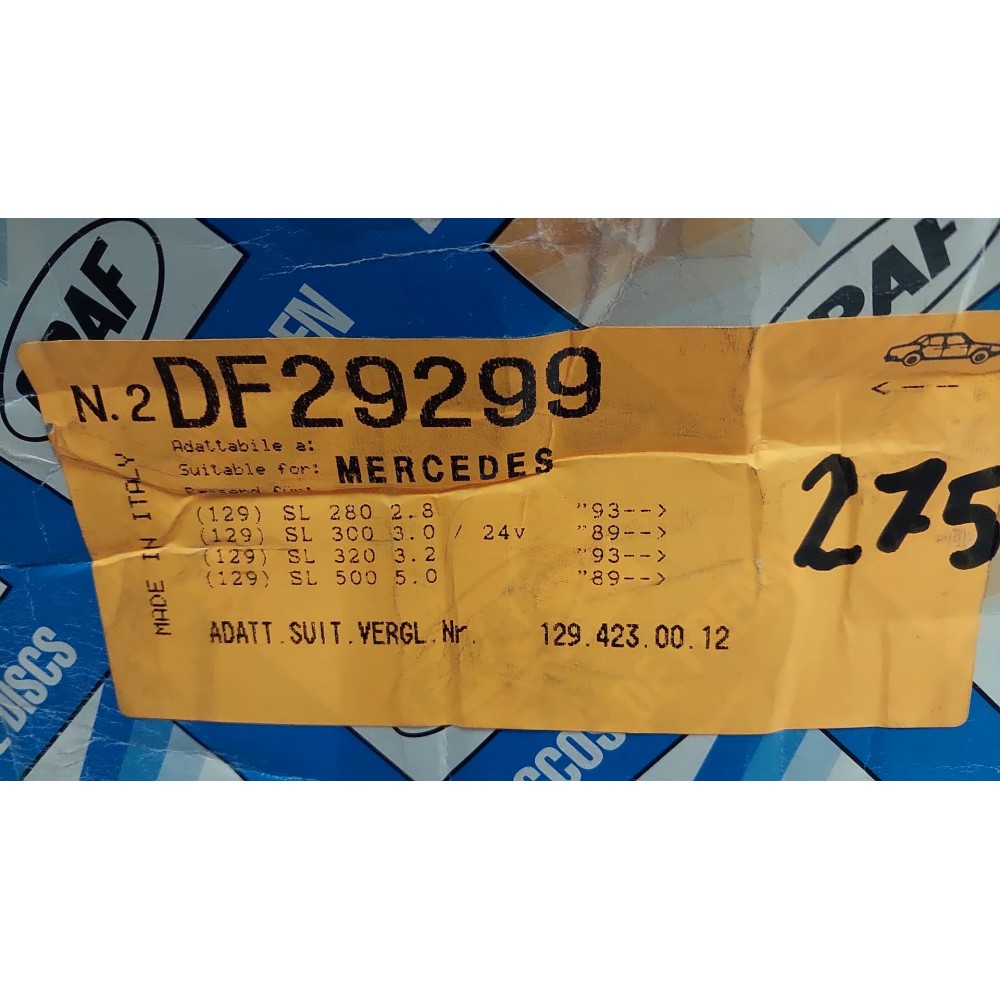 N.2 DF29299
Adattabile a:
Suitable for: MERCEDES
(129) SL 280 2.8 "93-->
(129) SL 300 3.0 / 24v "89-->
(129) SL 320 3.2 "93-->
(129) SL 500 5.0 "89-->
ADATT.SUIT.VERGL.Nr. 129.423.00.12
MADE IN ITALY
275
DISCS